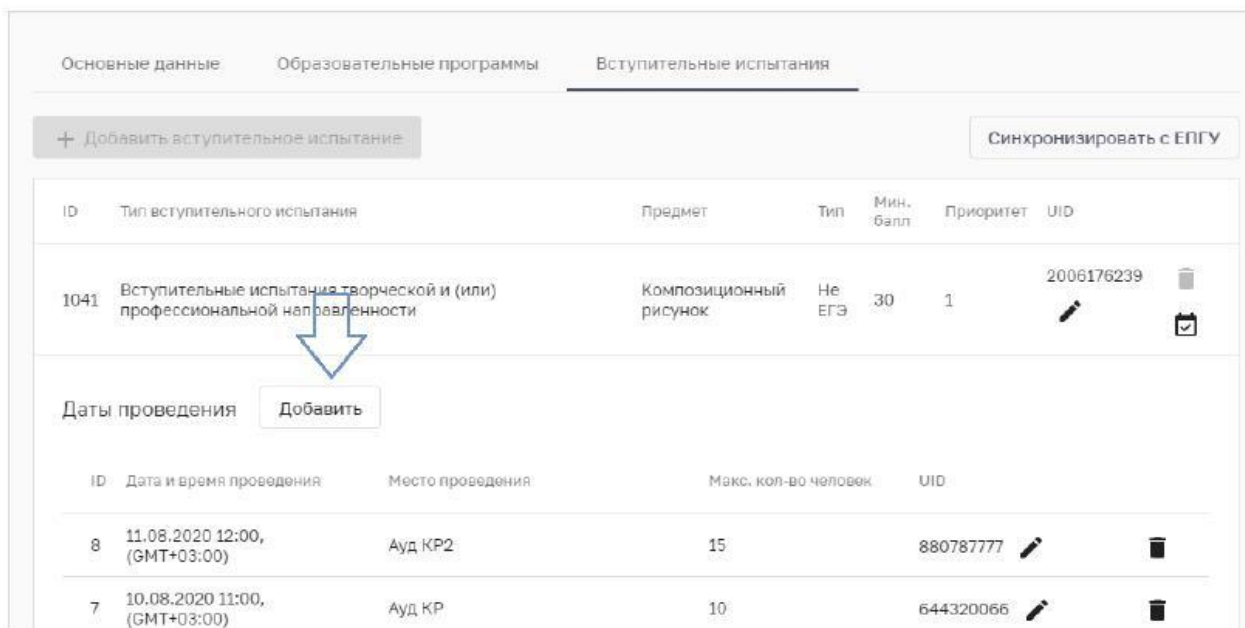 Основные данные Образовательные программы Вступительные испытания
+ Добавить вступительное испытание Синхронизировать с ЕПГУ
ID Тип вступительного испытания Предмет Тип Мин. балл Приоритет UID
1041 Вступительные испытания творческой и (или) профессиональной направленности Композиционный рисунок Не ЕГЭ 30 1 2006176239
Даты проведения Добавить
ID Дата и время проведения Место проведения Макс. кол-во человек UID
8 11.08.2020 12:00, (GMT+03:00) Ауд КР2 15 880787777
7 10.08.2020 11:00, (GMT+03:00) Ауд КР 10 644320066